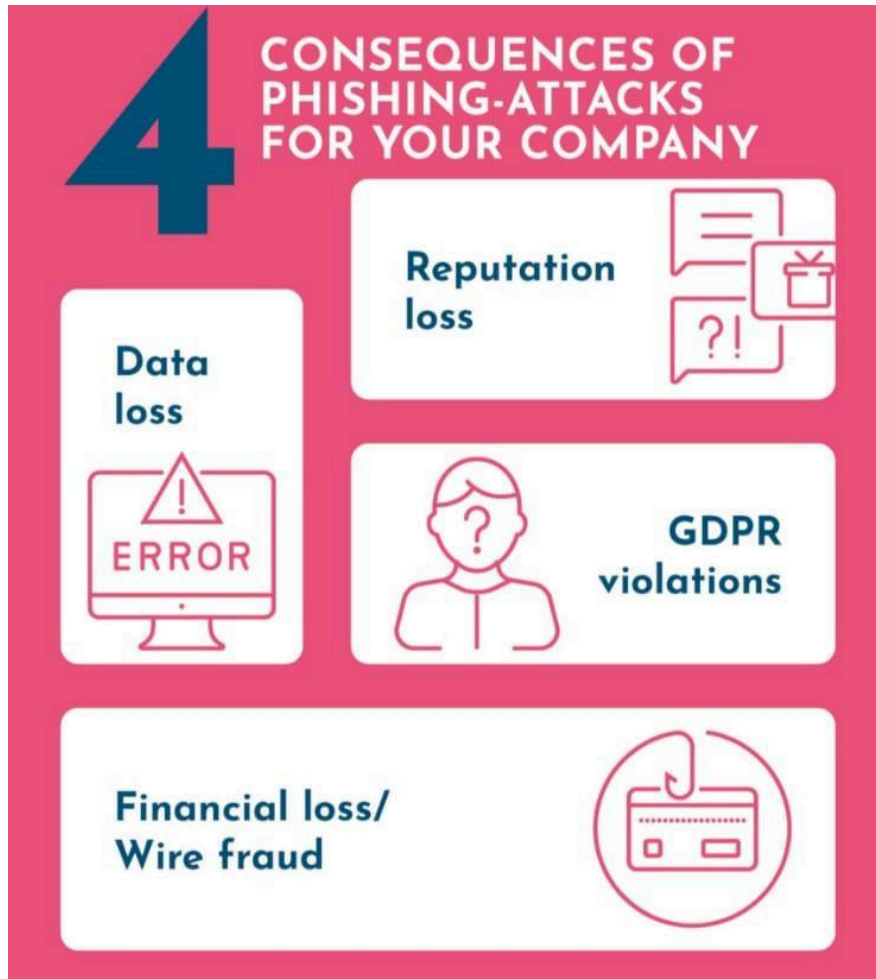 4
CONSEQUENCES OF
PHISHING-ATTACKS
FOR YOUR COMPANY
Reputation
loss
?!
Data
loss
!
ERROR
?
GDPR
violations
Financial loss/
Wire fraud